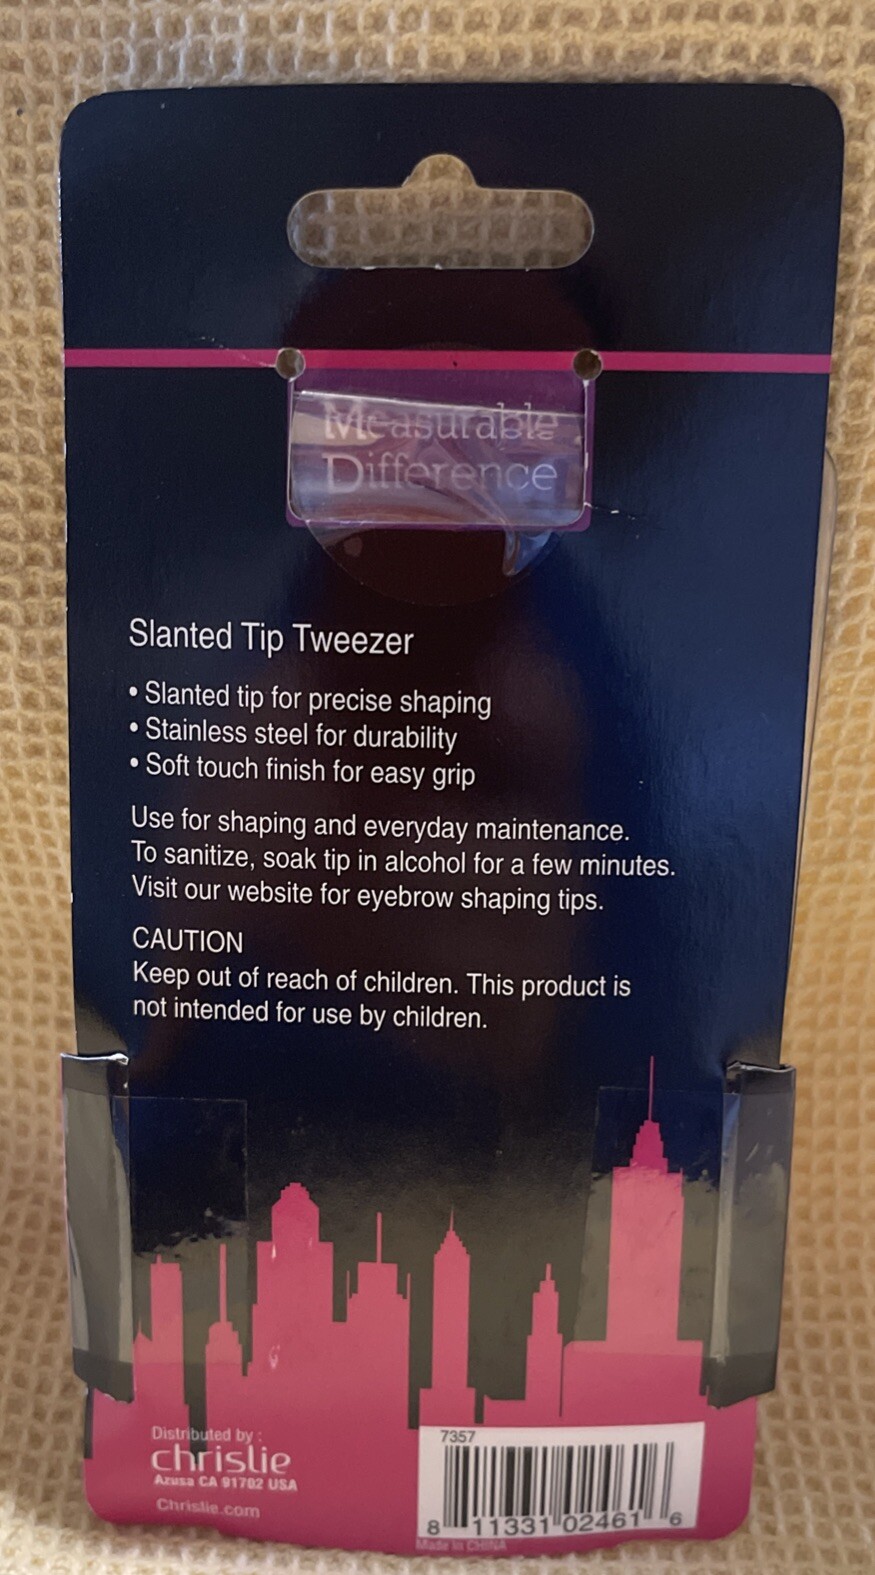 Measurable
Difference
Slanted Tip Tweezer
• Slanted tip for precise shaping
• Stainless steel for durability
• Soft touch finish for easy grip
Use for shaping and everyday maintenance.
To sanitize, soak tip in alcohol for a few minutes.
Visit our website for eyebrow shaping tips.
CAUTION
Keep out of reach of children. This product is
not intended for use by children.
Distributed by :
chrislie
Azusa CA 91702 USA
Chrislie.com
7357
8 11331 02461 6
Made in CHINA